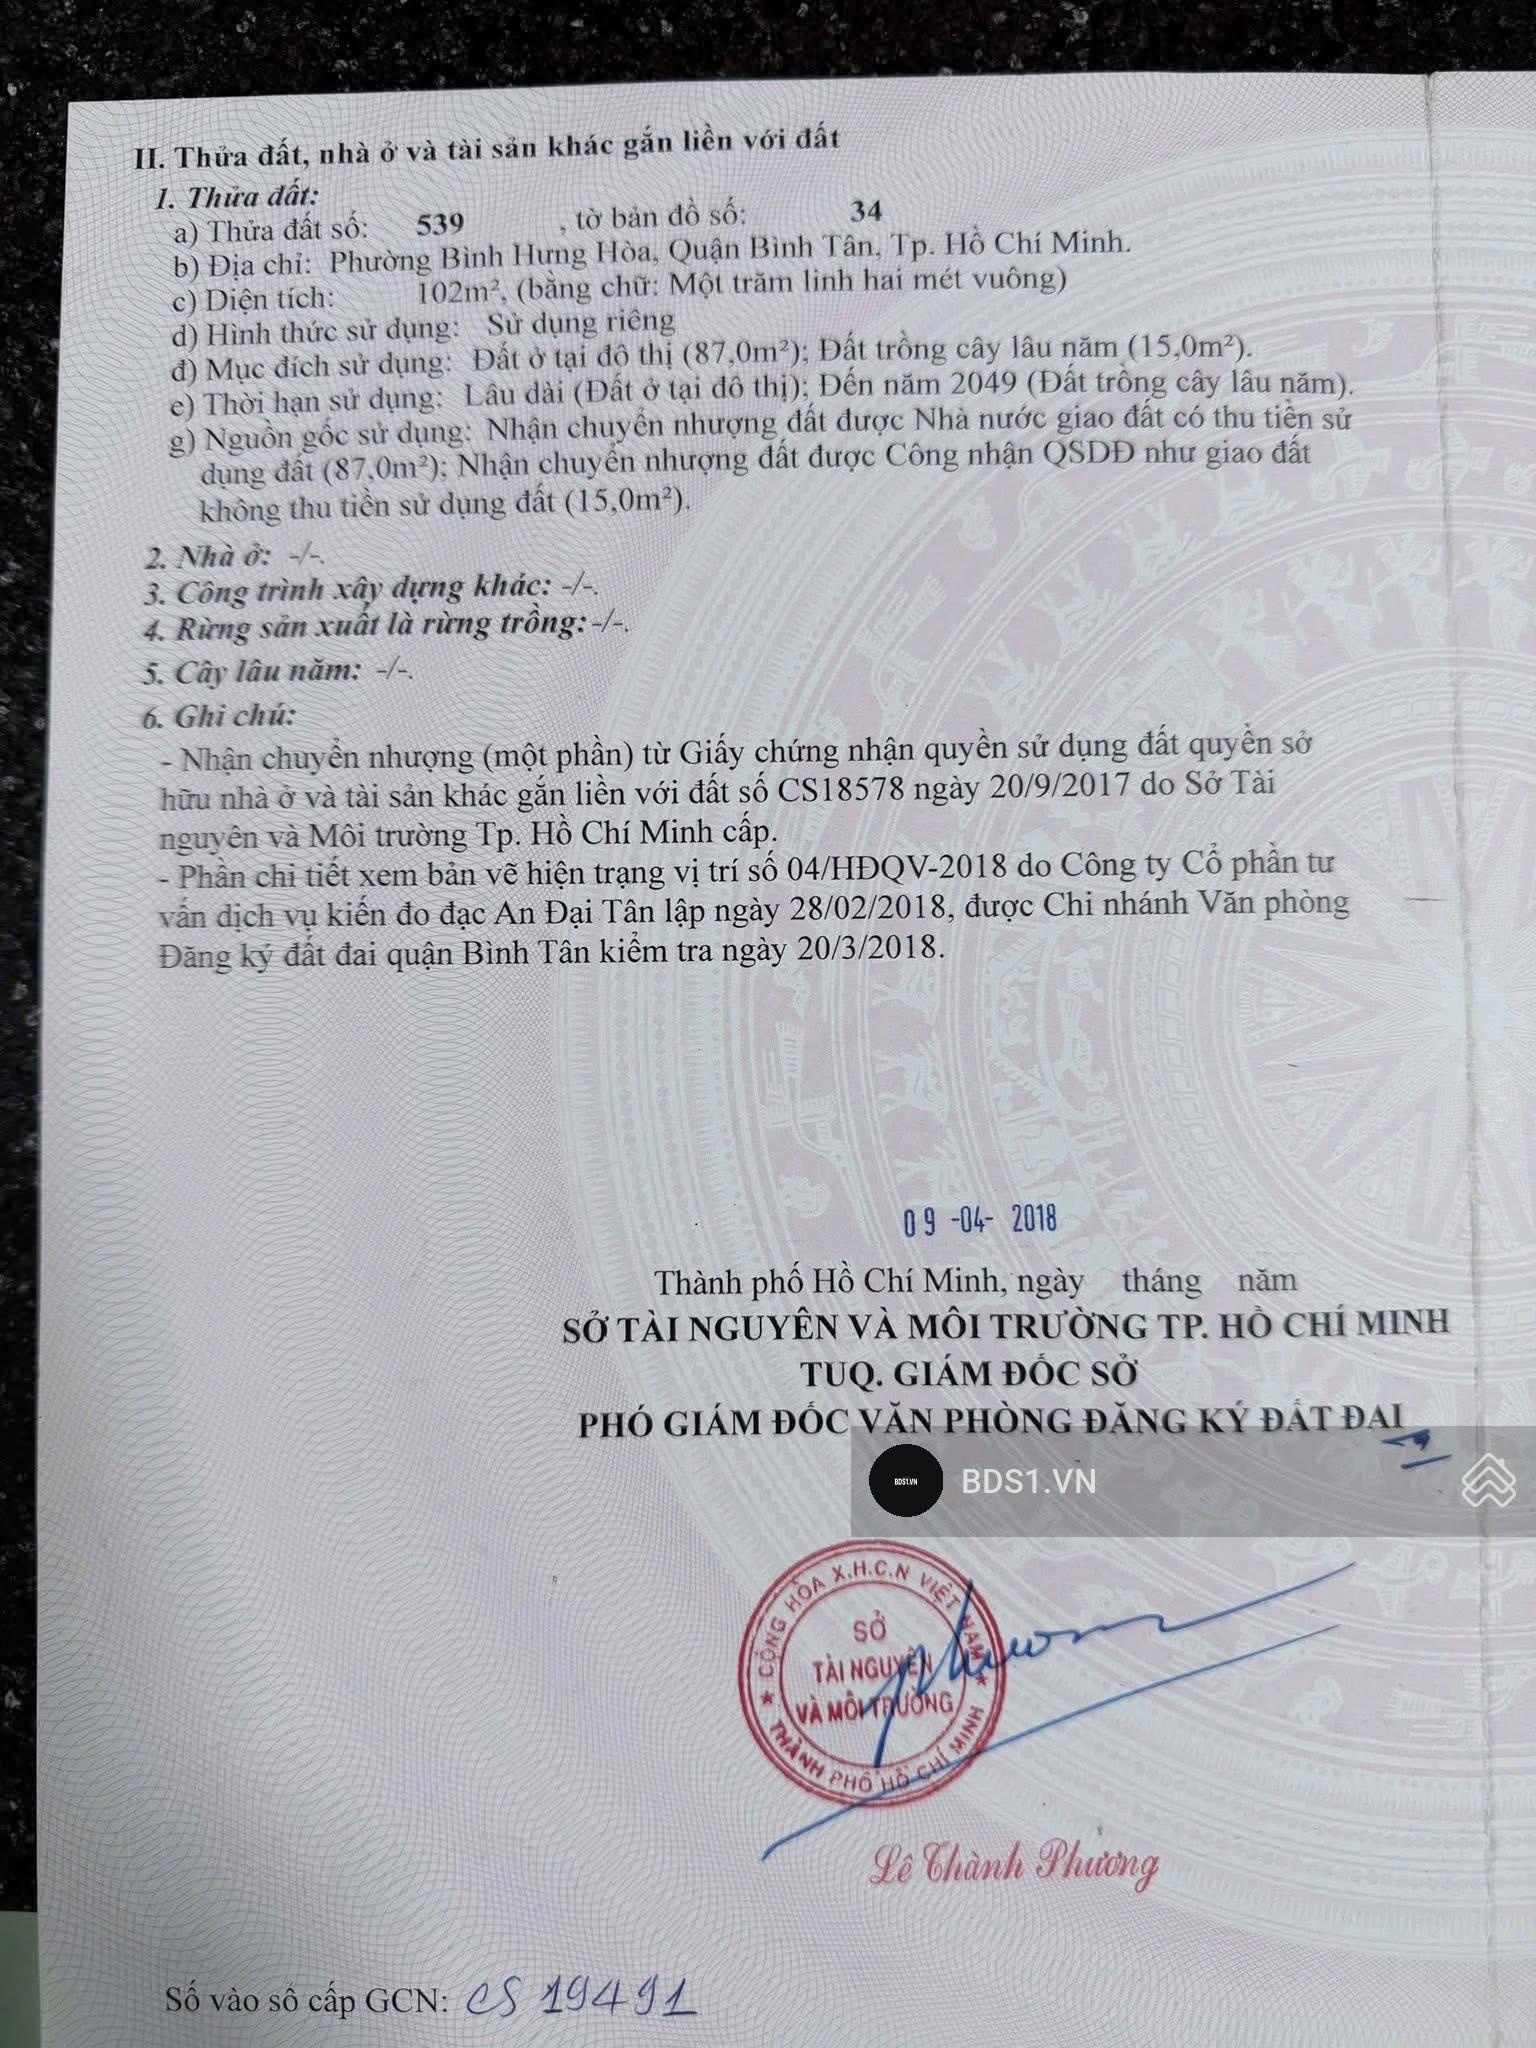 II. Thửa đất, nhà ở và tài sản khác gắn liền với đất
1. Thửa đất:
a) Thửa đất số: 539 , tờ bản đồ số: 34
b) Địa chỉ: Phường Bình Hưng Hòa, Quận Bình Tân, Tp. Hồ Chí Minh.
c) Diện tích: 102m², (bằng chữ: Một trăm linh hai mét vuông)
d) Hình thức sử dụng: Sử dụng riêng
đ) Mục đích sử dụng: Đất ở tại đô thị (87,0m²); Đất trồng cây lâu năm (15,0m²).
e) Thời hạn sử dụng: Lâu dài (Đất ở tại đô thị); Đến năm 2049 (Đất trồng cây lâu năm).
g) Nguồn gốc sử dụng: Nhận chuyển nhượng đất được Nhà nước giao đất có thu tiền sử
dụng đất (87,0m²); Nhận chuyển nhượng đất được Công nhận QSDĐ như giao đất
không thu tiền sử dụng đất (15,0m²).
2. Nhà ở: -/-.
3. Công trình xây dựng khác: -/-.
4. Rừng sản xuất là rừng trồng: -/-.
5. Cây lâu năm: -/-.
6. Ghi chú:
- Nhận chuyển nhượng (một phần) từ Giấy chứng nhận quyền sử dụng đất quyền sở
hữu nhà ở và tài sản khác gắn liền với đất số CS18578 ngày 20/9/2017 do Sở Tài
nguyên và Môi trường Tp. Hồ Chí Minh cấp.
- Phần chi tiết xem bản vẽ hiện trạng vị trí số 04/HĐQV-2018 do Công ty Cổ phần tư
vấn dịch vụ kiến đo đạc An Đại Tân lập ngày 28/02/2018, được Chi nhánh Văn phòng
Đăng ký đất đai quận Bình Tân kiểm tra ngày 20/3/2018.
09 -04- 2018
Thành phố Hồ Chí Minh, ngày tháng năm
SỞ TÀI NGUYÊN VÀ MÔI TRƯỜNG TP. HỒ CHÍ MINH
TUQ. GIÁM ĐỐC SỞ
PHÓ GIÁM ĐỐC VĂN PHÒNG ĐĂNG KÝ ĐẤT ĐAI
BDS1.VN
BDS1.VN
CỘNG HÒA X.H.C.N VIỆT NAM
SỞ
TÀI NGUYÊN
VÀ MÔI TRƯỜNG
THÀNH PHỐ HỒ CHÍ MINH
Lê Thành Phương
Số vào sổ cấp GCN: CS 19491